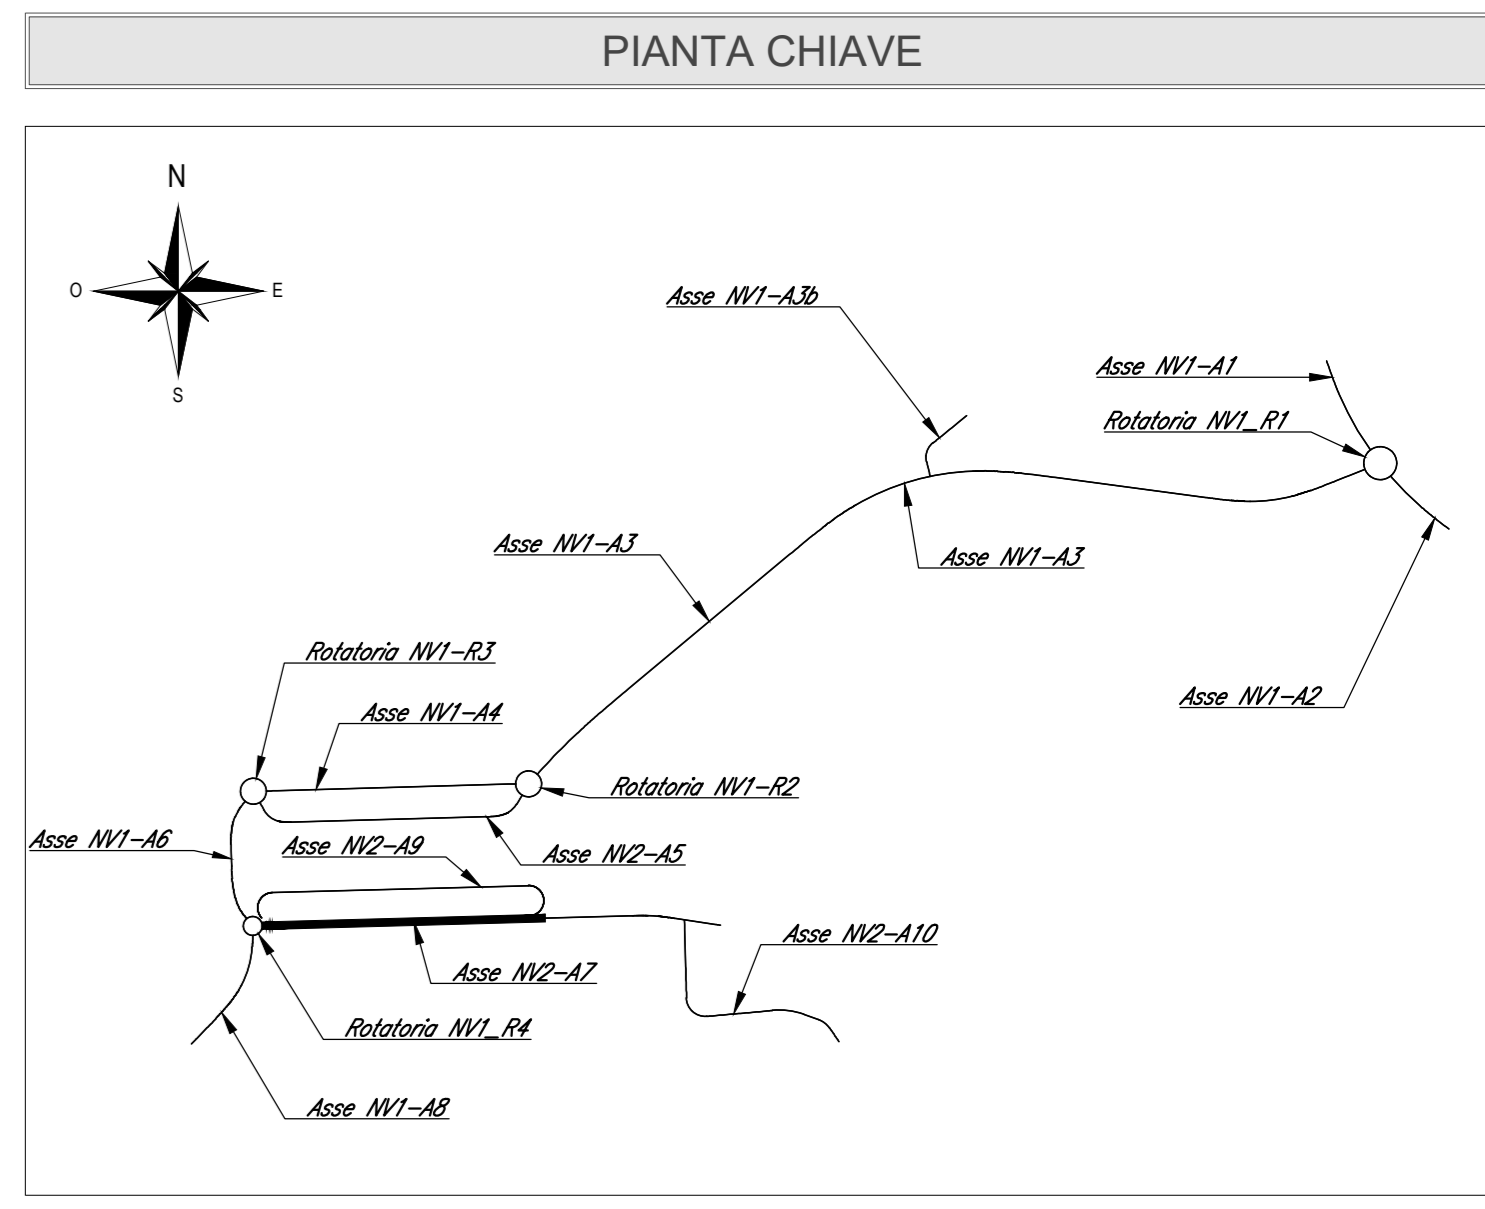 PIANTA CHIAVE
N
O
E
S
Asse NV1-A3b
Asse NV1-A1
Rotatoria NV1_R1
Asse NV1-A3
Asse NV1-A3
Rotatoria NV1-R3
Asse NV1-A2
Asse NV1-A4
Rotatoria NV1-R2
Asse NV1-A6
Asse NV2-A9
Asse NV2-A5
Asse NV2-A10
Asse NV2-A7
Rotatoria NV1_R4
Asse NV1-A8